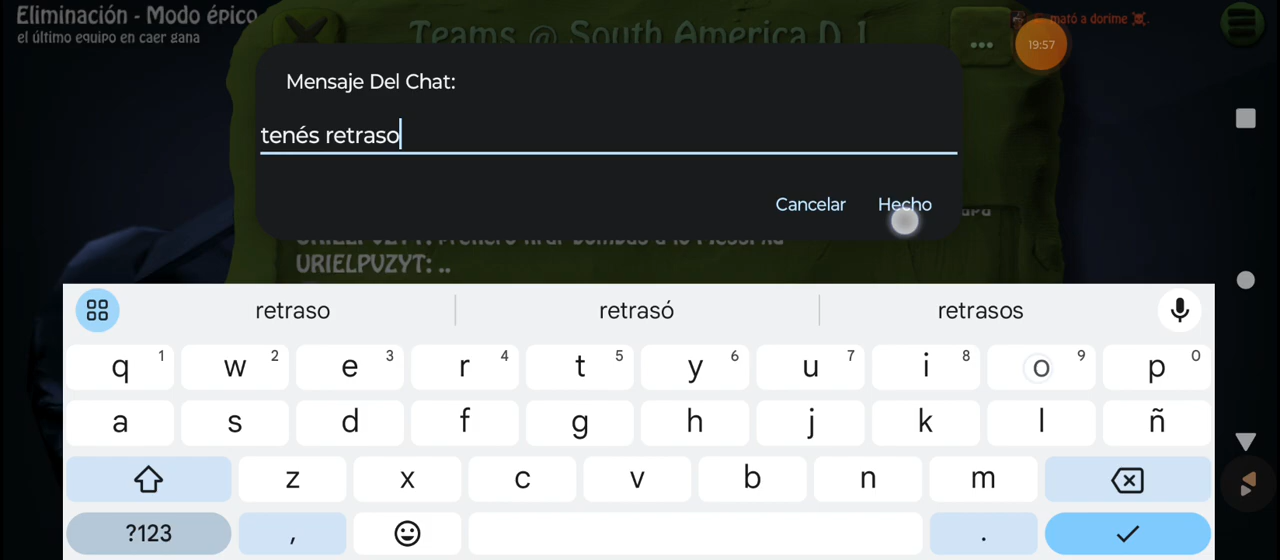 Eliminación - Modo épico
el último equipo en caer gana
Teams @ South America D 1
mató a dorime
19:57
Mensaje Del Chat:
tenés retraso
Cancelar Hecho
URIELPVZYT: ..
retraso retrasó retrasos
q 1 w 2 e 3 r 4 t 5 y 6 u 7 i 8 o 9 p 0
a s d f g h j k l ñ
z x c v b n m
?123 , .